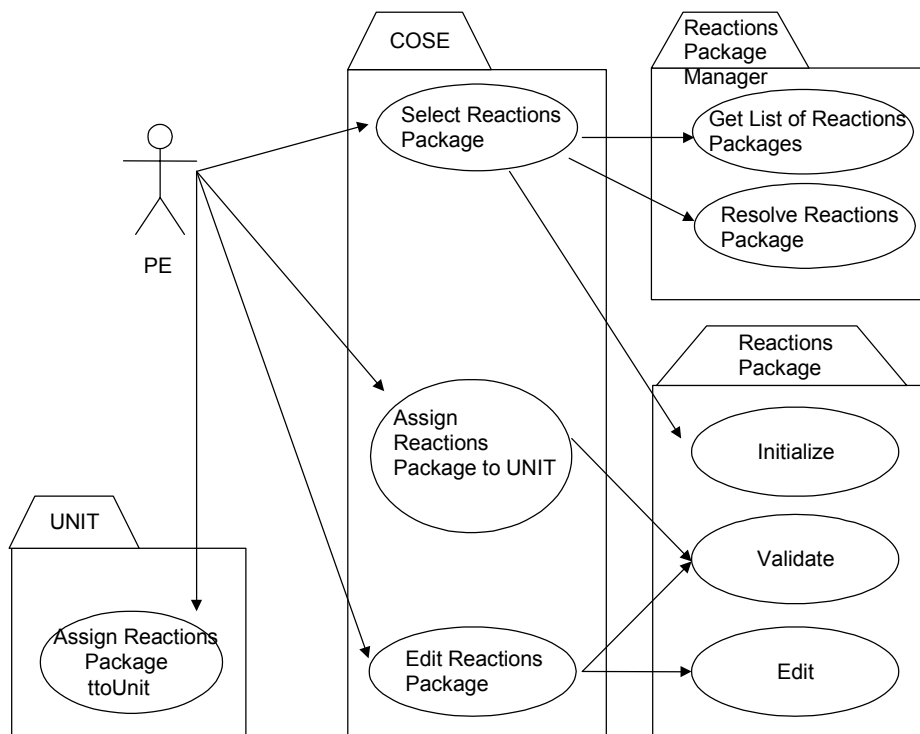 COSE
Select Reactions
Package
Assign
Reactions
Package to UNIT
Edit Reactions
Package
Reactions
Package
Manager
Get List of Reactions
Packages
Resolve Reactions
Package
Reactions
Package
Initialize
Validate
Edit
PE
UNIT
Assign Reactions
Package
ttoUnit